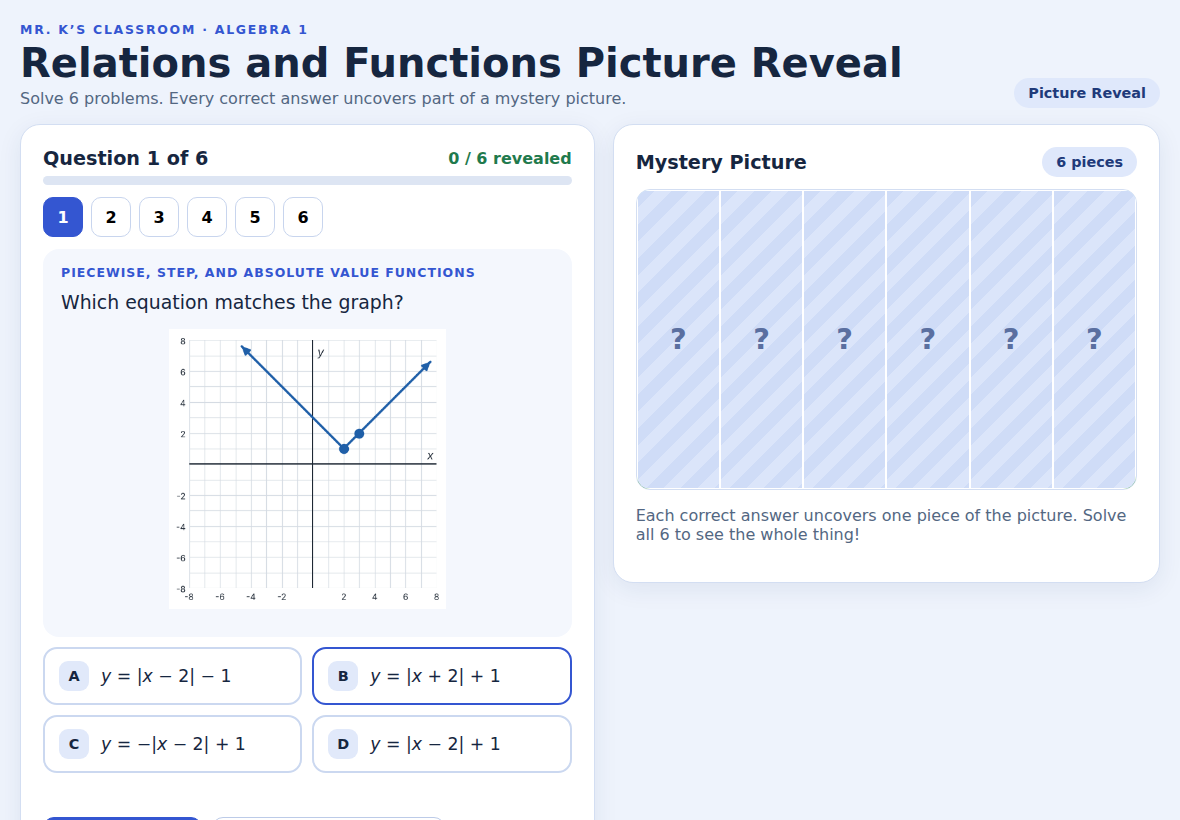 MR. K’S CLASSROOM · ALGEBRA 1
Relations and Functions Picture Reveal
Solve 6 problems. Every correct answer uncovers part of a mystery picture.
Picture Reveal
Question 1 of 6
0 / 6 revealed
1 2 3 4 5 6
PIECEWISE, STEP, AND ABSOLUTE VALUE FUNCTIONS
Which equation matches the graph?
y
x
8
6
4
2
-2
-4
-6
-8
-8 -6 -4 -2 2 4 6 8
A y = |x − 2| − 1
B y = |x + 2| + 1
C y = −|x − 2| + 1
D y = |x − 2| + 1
Mystery Picture
6 pieces
? ? ? ? ? ?
Each correct answer uncovers one piece of the picture. Solve
all 6 to see the whole thing!